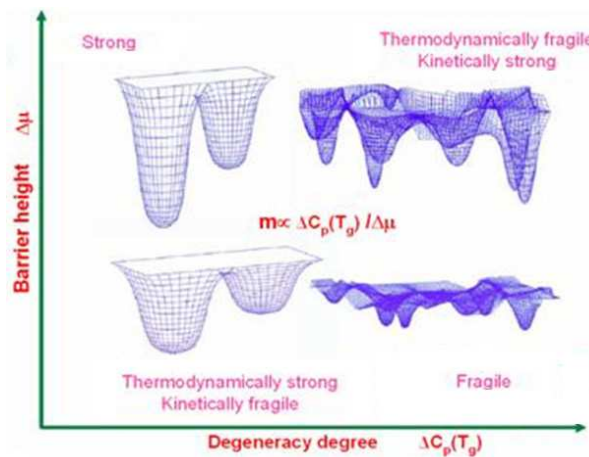 Strong
Thermodynamically fragile
Kinetically strong
Barrier height Δμ
m∝ ΔCp(Tg) /Δμ
Thermodynamically strong
Kinetically fragile
Fragile
Degeneracy degree ΔCp(Tg)